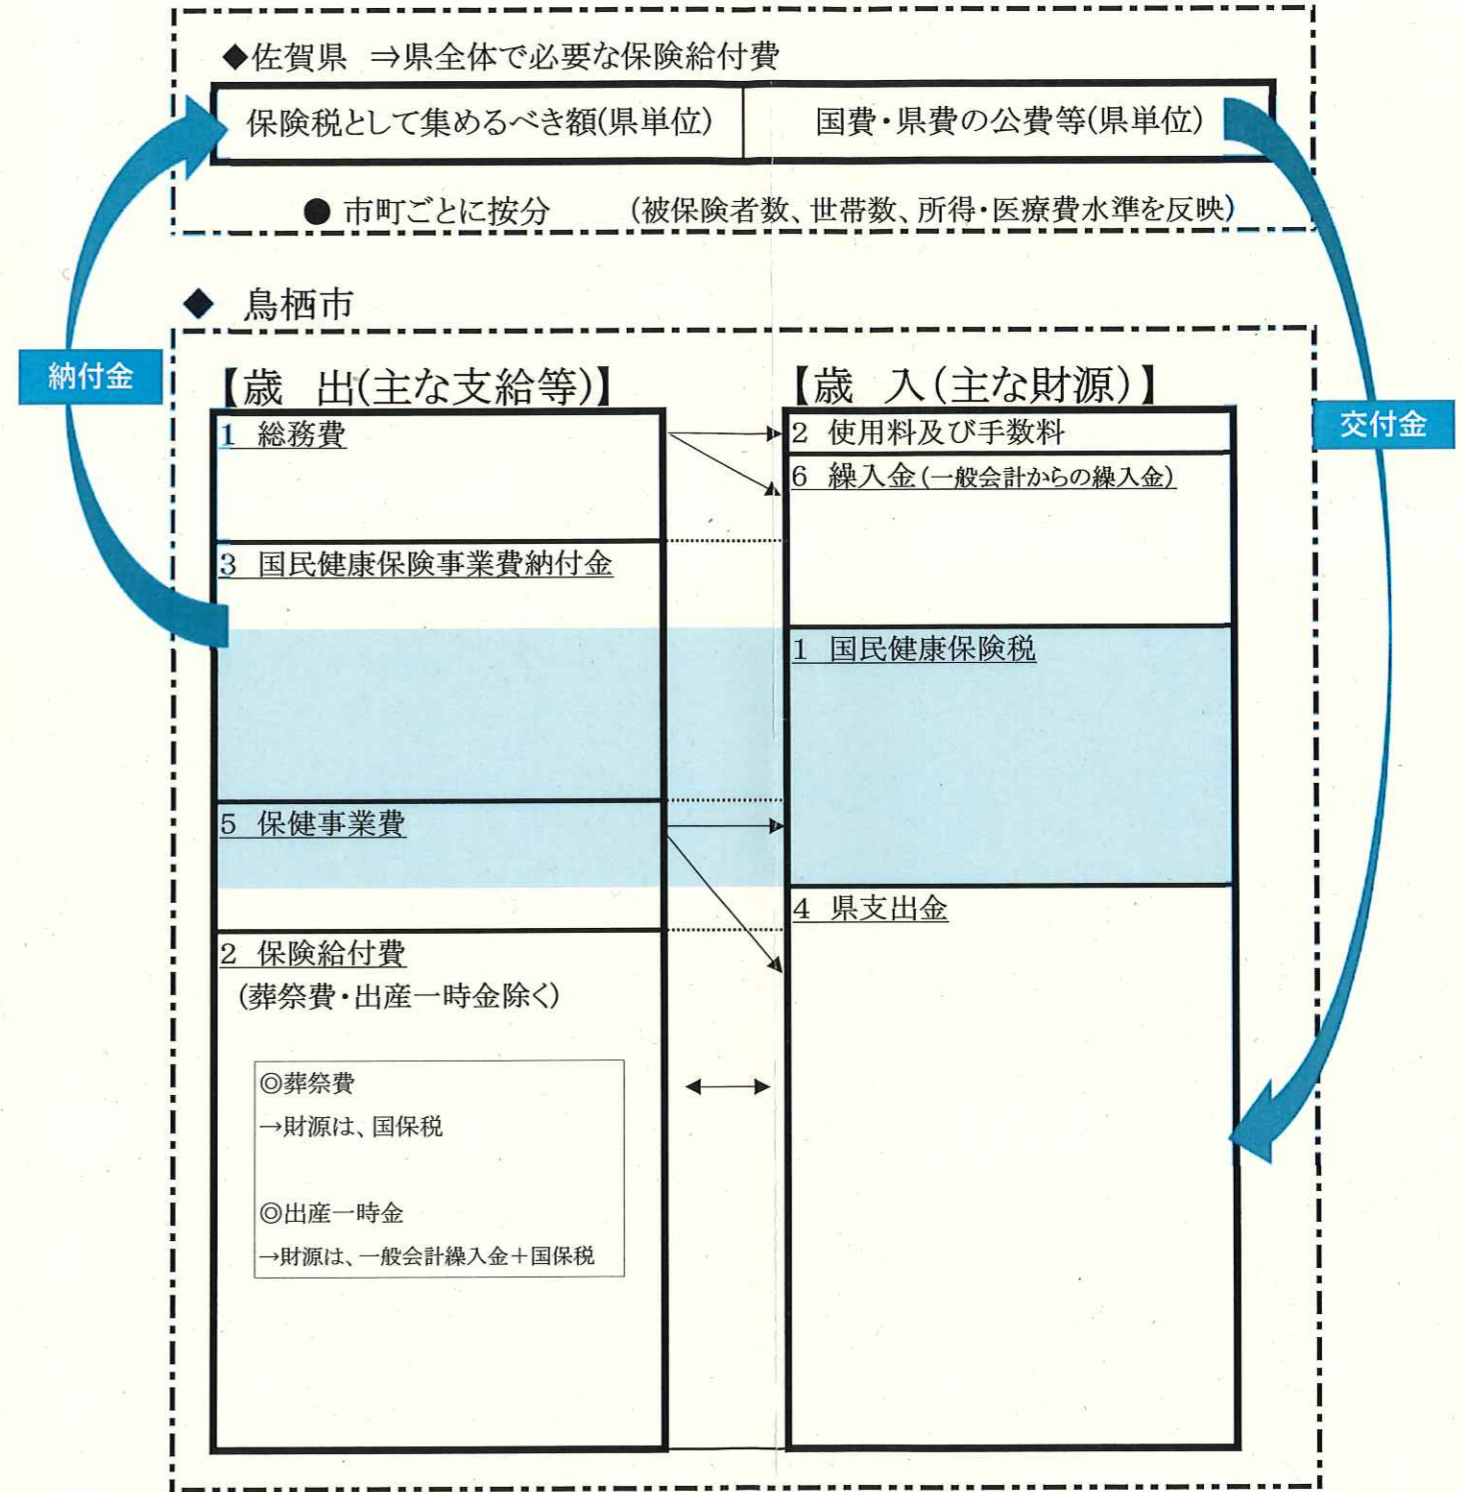 ◆佐賀県 ⇒県全体で必要な保険給付費
保険税として集めるべき額(県単位)
国費・県費の公費等(県単位)
● 市町ごとに按分 (被保険者数、世帯数、所得・医療費水準を反映)
◆ 鳥栖市
納付金
交付金
【歳 出(主な支給等)】
1 総務費
3 国民健康保険事業費納付金
5 保健事業費
2 保険給付費
(葬祭費・出産一時金除く)
◎葬祭費
→財源は、国保税
◎出産一時金
→財源は、一般会計繰入金+国保税
【歳 入(主な財源)】
2 使用料及び手数料
6 繰入金(一般会計からの繰入金)
1 国民健康保険税
4 県支出金